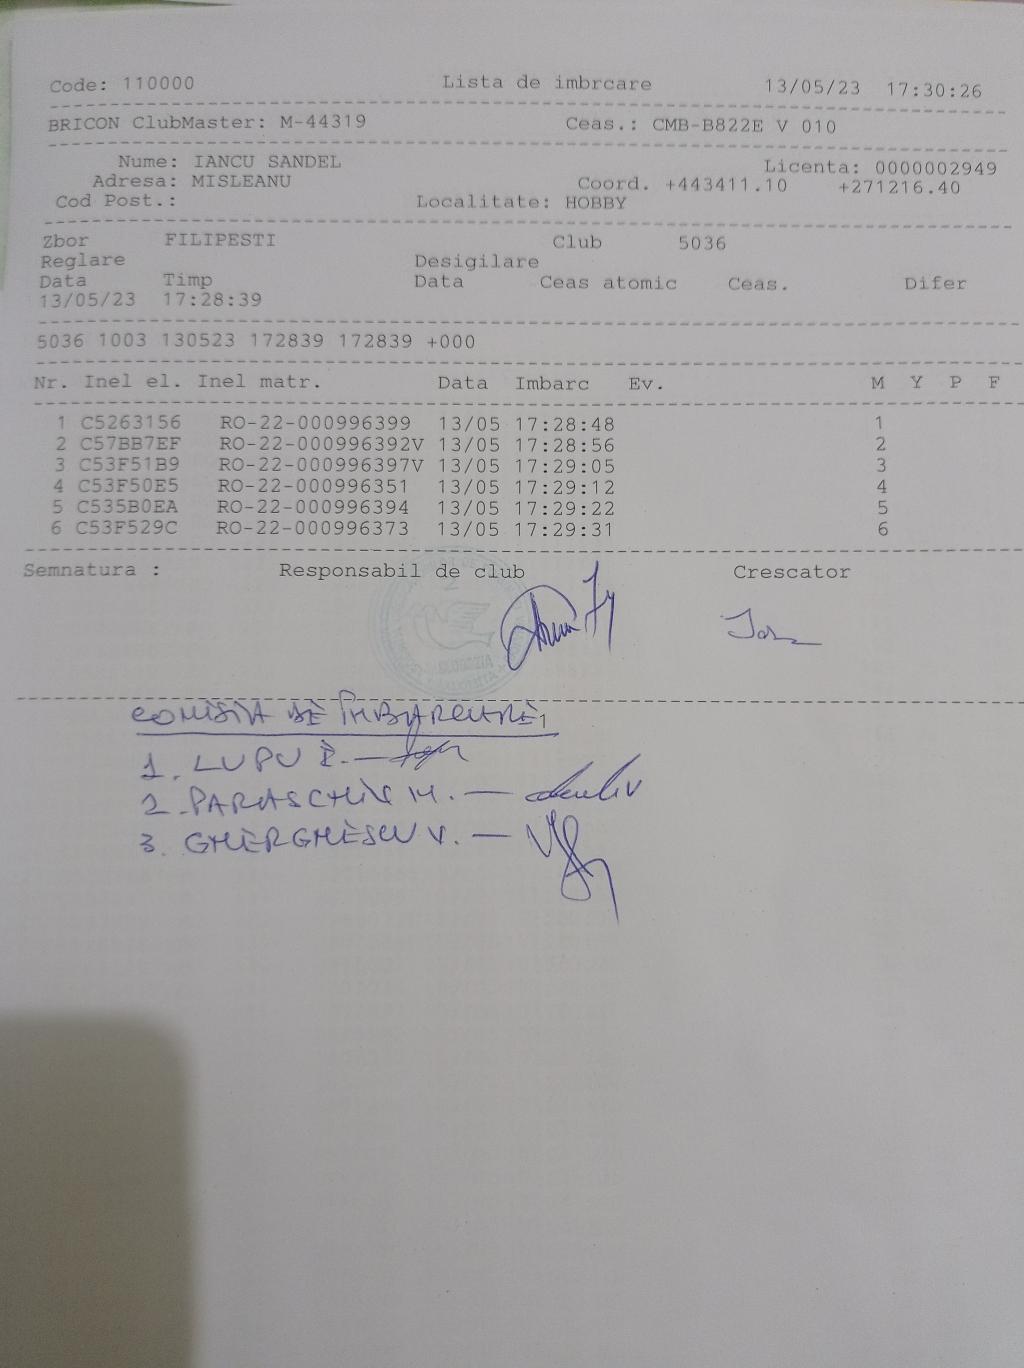 Code: 110000 Lista de imbrcare 13/05/23 17:30:26
BRICON ClubMaster: M-44319 Ceas.: CMB-B822E V 010
Nume: IANCU SANDEL Licenta: 0000002949
Adresa: MISLEANU Coord. +443411.10 +271216.40
Cod Post.: Localitate: HOBBY
Zbor FILIPESTI Club 5036
Reglare Desigilare
Data Timp Data Ceas atomic Ceas. Difer
13/05/23 17:28:39
5036 1003 130523 172839 172839 +000
Nr. Inel el. Inel matr. Data Imbarc Ev. M Y P F
1 C5263156 RO-22-000996399 13/05 17:28:48 1
2 C57BB7EF RO-22-000996392V 13/05 17:28:56 2
3 C53F51B9 RO-22-000996397V 13/05 17:29:05 3
4 C53F50E5 RO-22-000996351 13/05 17:29:12 4
5 C535B0EA RO-22-000996394 13/05 17:29:22 5
6 C53F529C RO-22-000996373 13/05 17:29:31 6
Semnatura : Responsabil de club Crescator
COMISIA DE ÎMBARCARE
1. LUPU —
2. PARASCHIV M. —
3. GHERGHESCU V. —